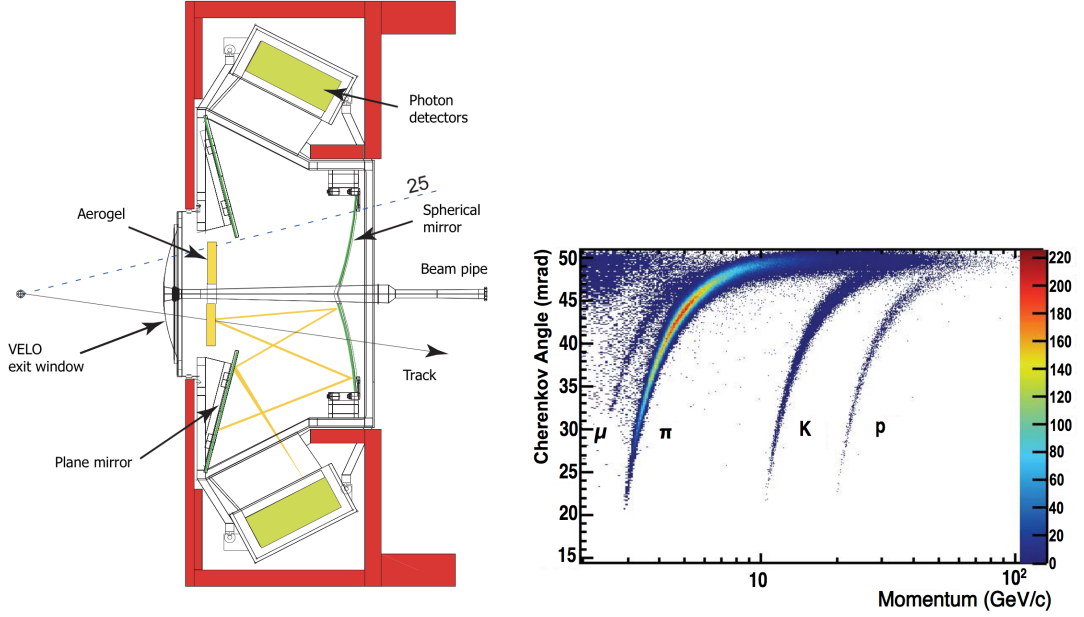 Photon
detectors
25
Aerogel
Spherical
mirror
Beam pipe
VELO
exit window
Track
Plane mirror
Cherenkov Angle (mrad)
50
45
40
35
30
25
20
15
μ
π
K
p
220
200
180
160
140
120
100
80
60
40
20
0
10
10²
Momentum (GeV/c)